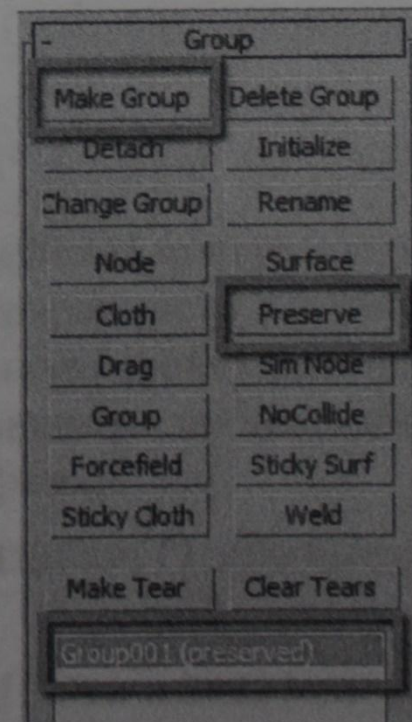 - Group
Make Group Delete Group
Detach Initialize
Change Group Rename
Node Surface
Cloth Preserve
Drag Sim Node
Group NoCollide
Forcefield Sticky Surf
Sticky Cloth Weld
Make Tear Clear Tears
Group001 (preserved)